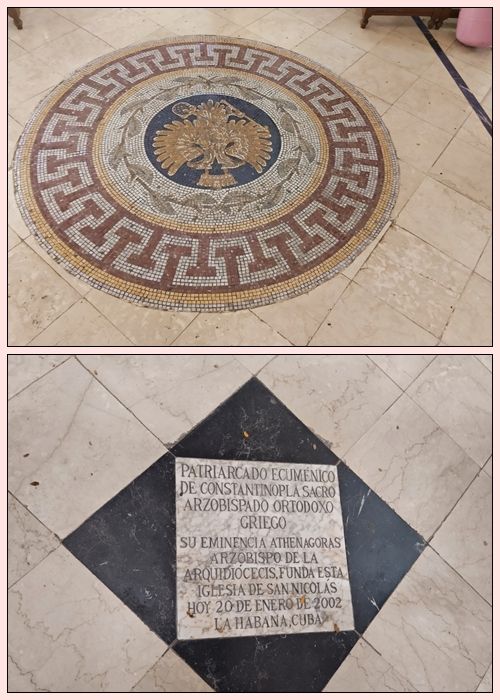 PATRIARCADO ECUMÉNICO
DE CONSTANTINOPLA SACRO
ARZOBISPADO ORTODOXO
GRIEGO
SU EMINENCIA ATHENAGORAS
ARZOBISPO DE LA
ARQUIDIOCECIS, FUNDA ESTA
IGLESIA DE SAN NICOLAS
HOY 20 DE ENERO DE 2002
LA HABANA, CUBA